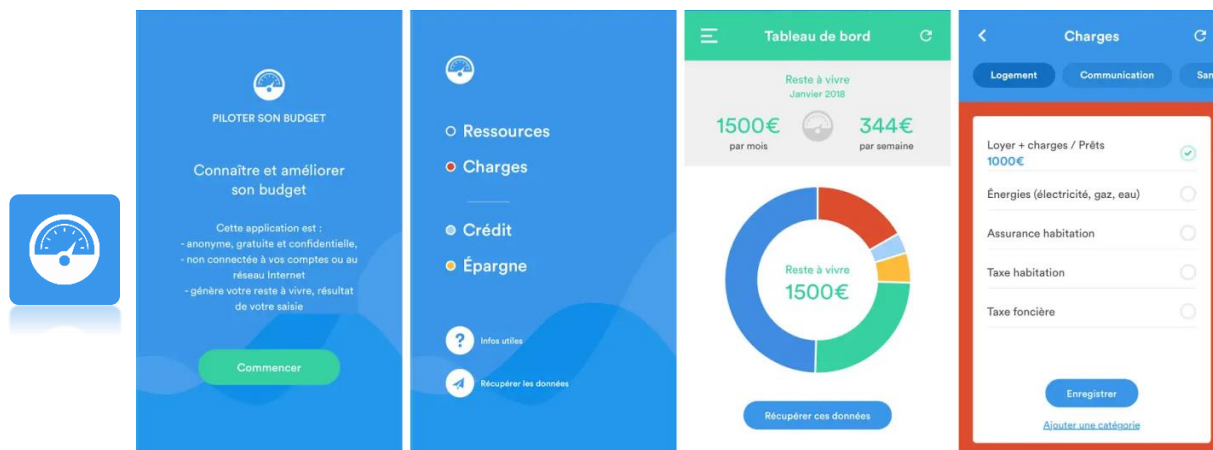 PILOTER SON BUDGET
Connaître et améliorer
son budget
Cette application est :
- anonyme, gratuite et confidentielle,
- non connectée à vos comptes ou au
réseau Internet
- génère votre reste à vivre, résultat
de votre saisie
Commencer
Ressources
Charges
Crédit
Épargne
?
Infos utiles
Récupérer les données
Tableau de bord
Reste à vivre
Janvier 2018
1500€
par mois
344€
par semaine
Reste à vivre
1500€
Récupérer ces données
Charges
Logement
Communication
San
Loyer + charges / Prêts
1000€
Énergies (électricité, gaz, eau)
Assurance habitation
Taxe habitation
Taxe foncière
Enregistrer
Ajouter une catégorie